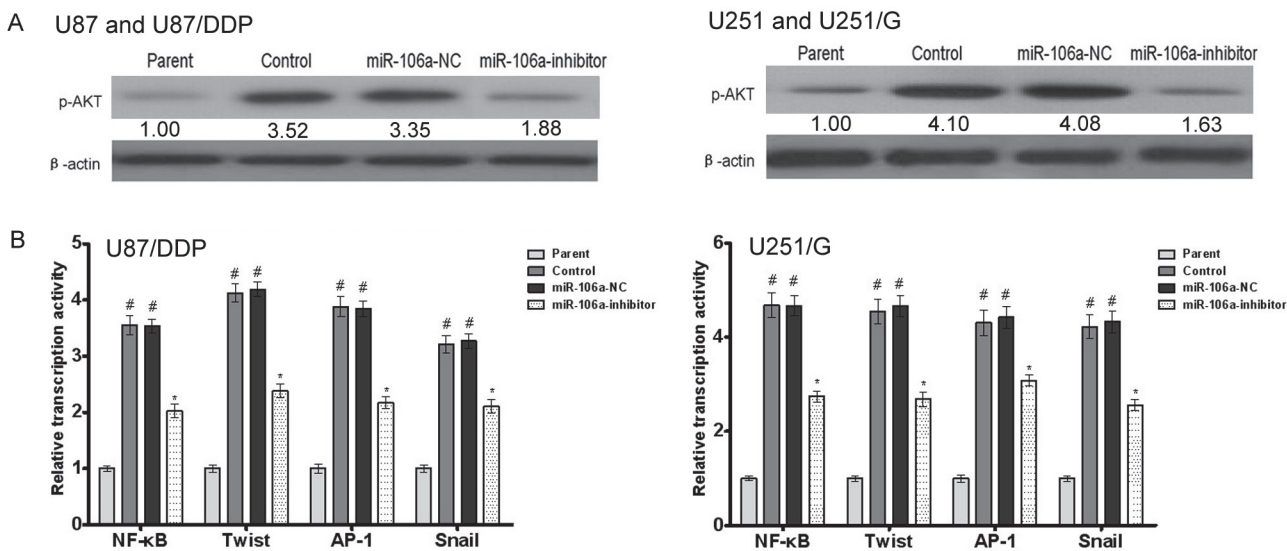 A U87 and U87/DDP
Parent Control miR-106a-NC miR-106a-inhibitor
p-AKT
1.00 3.52 3.35 1.88
β-actin
U251 and U251/G
Parent Control miR-106a-NC miR-106a-inhibitor
p-AKT
1.00 4.10 4.08 1.63
β-actin
B U87/DDP
Relative transcription activity
5
4
3
2
1
0
# # * # # * # # * # # *
NF-κB Twist AP-1 Snail
Parent
Control
miR-106a-NC
miR-106a-inhibitor
U251/G
Relative transcription activity
6
4
2
0
# # * # # * # # * # # *
NF-κB Twist AP-1 Snail
Parent
Control
miR-106a-NC
miR-106a-inhibitor